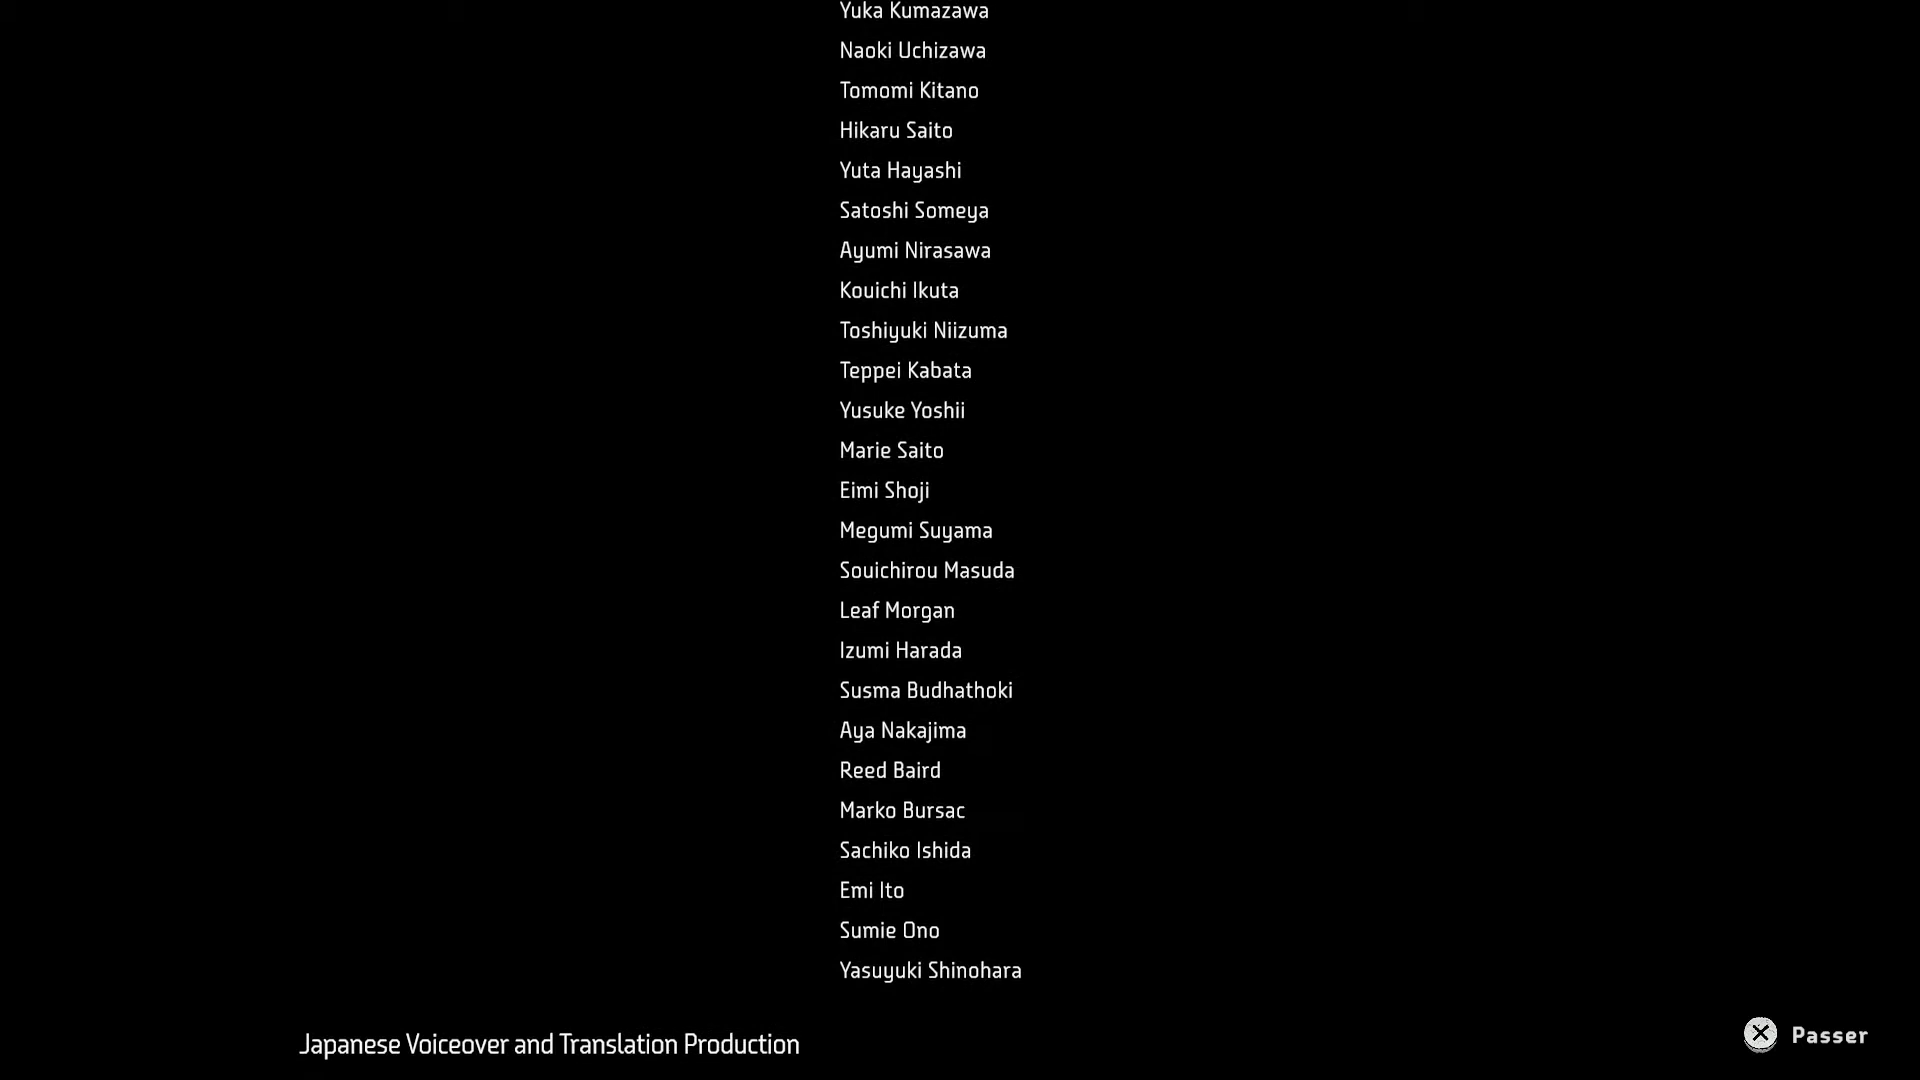 Yuka Kumazawa
Naoki Uchizawa
Tomomi Kitano
Hikaru Saito
Yuta Hayashi
Satoshi Someya
Ayumi Nirasawa
Kouichi Ikuta
Toshiyuki Niizuma
Teppei Kabata
Yusuke Yoshii
Marie Saito
Eimi Shoji
Megumi Suyama
Souichirou Masuda
Leaf Morgan
Izumi Harada
Susma Budhathoki
Aya Nakajima
Reed Baird
Marko Bursac
Sachiko Ishida
Emi Ito
Sumie Ono
Yasuyuki Shinohara
Japanese Voiceover and Translation Production
Passer